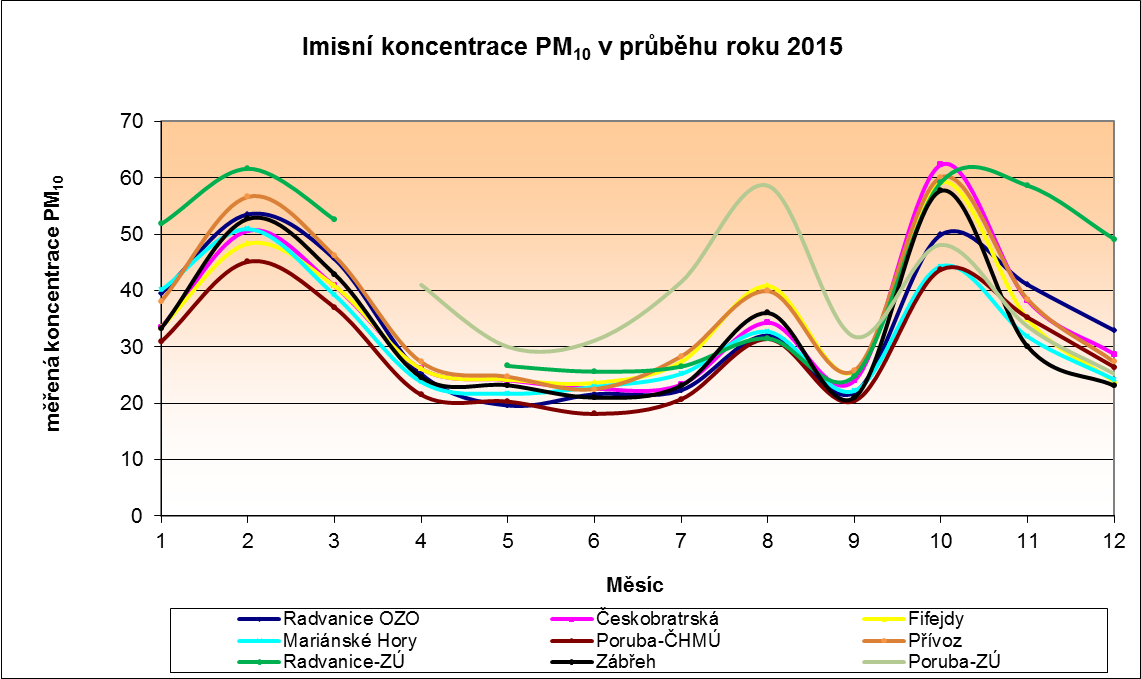 Imisní koncentrace PM10 v průběhu roku 2015
měřená koncentrace PM10
70
60
50
40
30
20
10
0
1 2 3 4 5 6 7 8 9 10 11 12
Měsíc
Radvanice OZO Českobratrská Fifejdy
Mariánské Hory Poruba-ČHMÚ Přívoz
Radvanice-ZÚ Zábřeh Poruba-ZÚ